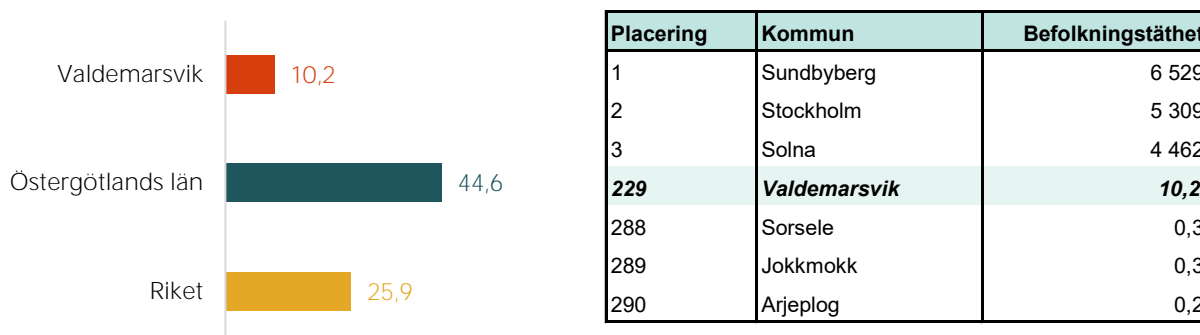 Valdemarsvik 10,2
Östergötlands län 44,6
Riket 25,9
Placering Kommun Befolkningstäthet
1 Sundbyberg 6 529
2 Stockholm 5 309
3 Solna 4 462
229 Valdemarsvik 10,2
288 Sorsele 0,3
289 Jokkmokk 0,3
290 Arjeplog 0,2